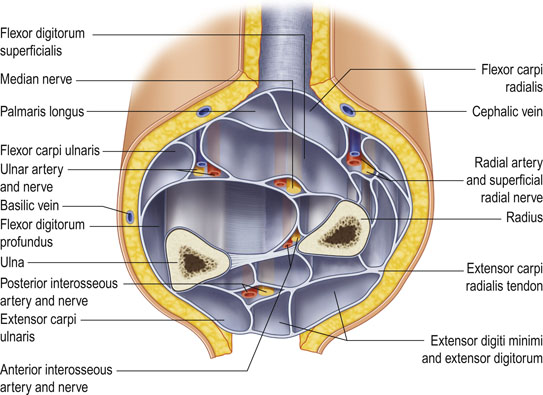 Flexor digitorum
superficialis
Median nerve
Palmaris longus
Flexor carpi ulnaris
Ulnar artery
and nerve
Basilic vein
Flexor digitorum
profundus
Ulna
Posterior interosseous
artery and nerve
Extensor carpi
ulnaris
Anterior interosseous
artery and nerve
Flexor carpi
radialis
Cephalic vein
Radial artery
and superficial
radial nerve
Radius
Extensor carpi
radialis tendon
Extensor digiti minimi
and extensor digitorum